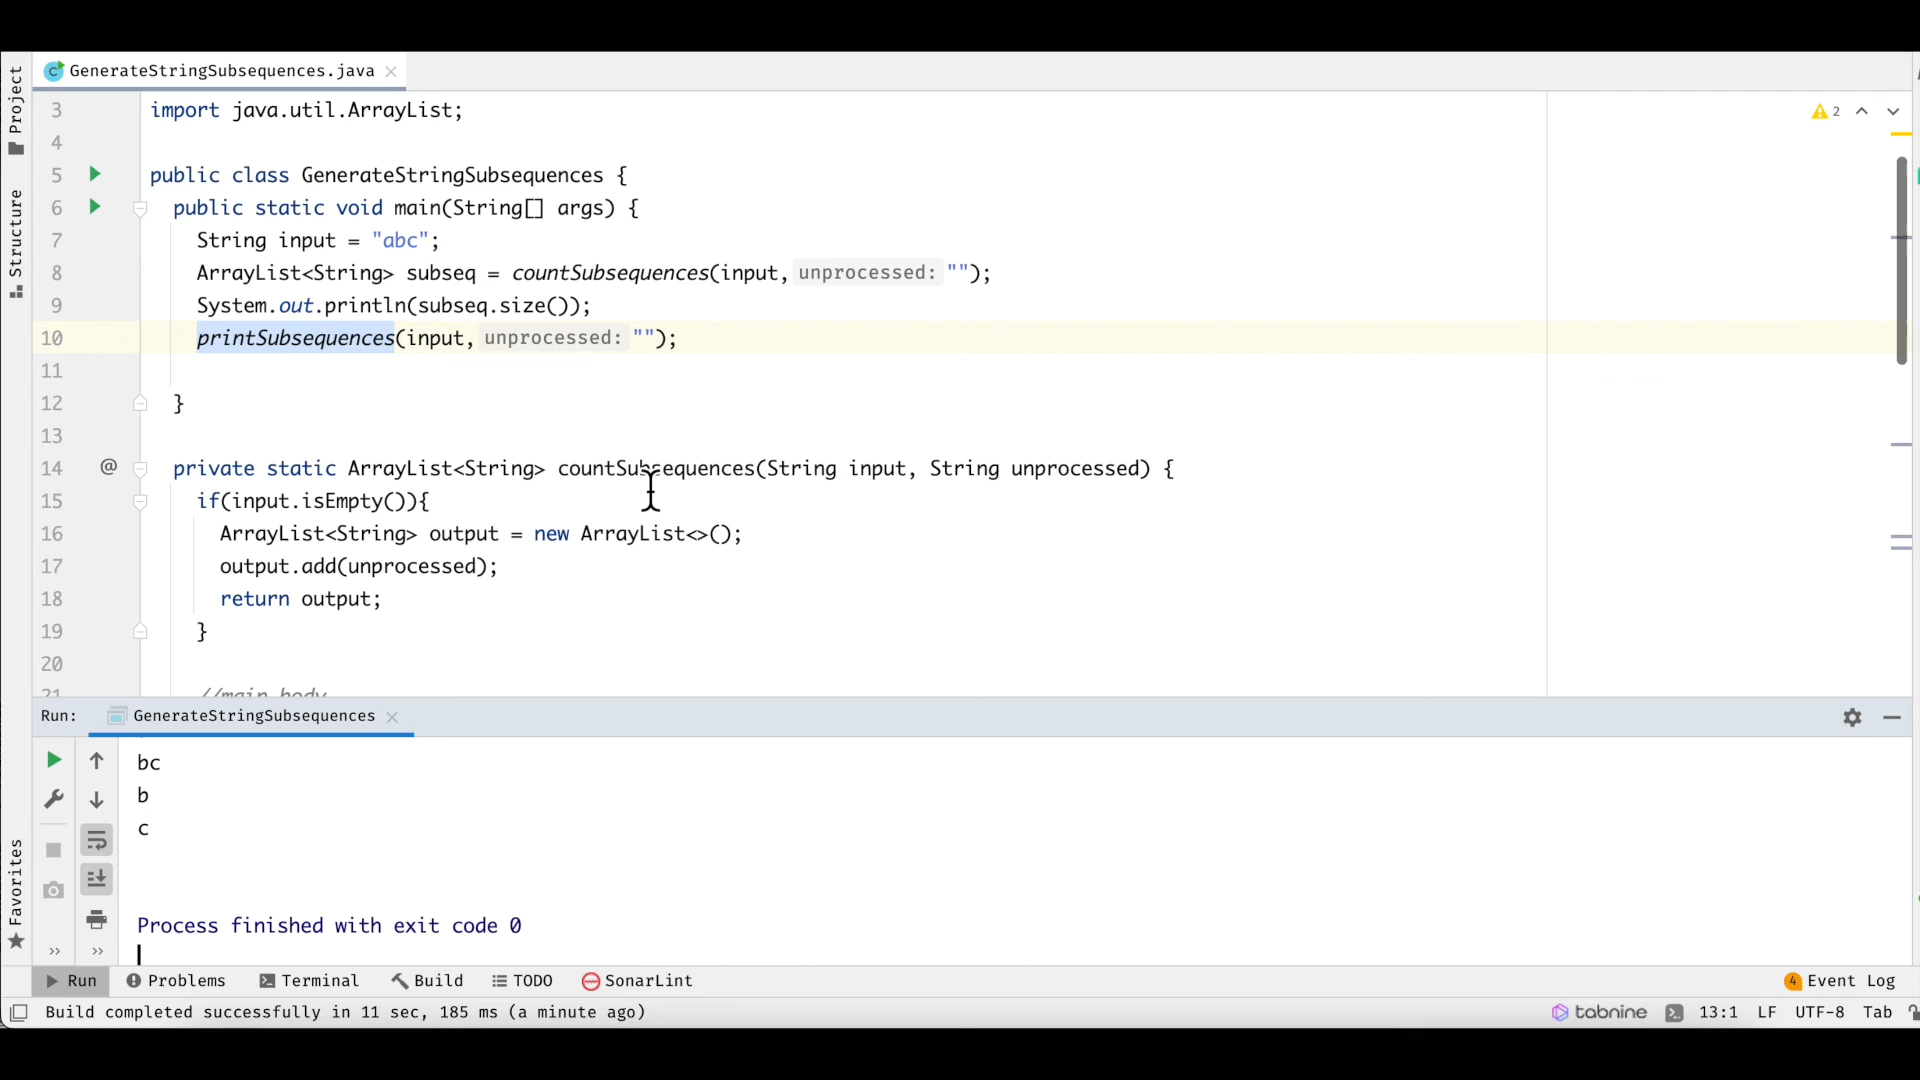 Project
Structure
Favorites
GenerateStringSubsequences.java
2
3 import java.util.ArrayList;
4
5 public class GenerateStringSubsequences {
6 public static void main(String[] args) {
7 String input = "abc";
8 ArrayList<String> subseq = countSubsequences(input, unprocessed: "");
9 System.out.println(subseq.size());
10 printSubsequences(input, unprocessed: "");
11
12 }
13
14 @ private static ArrayList<String> countSubsequences(String input, String unprocessed) {
15 if(input.isEmpty()){
16 ArrayList<String> output = new ArrayList<>();
17 output.add(unprocessed);
18 return output;
19 }
20
21 //main body
Run: GenerateStringSubsequences
bc
b
c
Process finished with exit code 0
Run Problems Terminal Build TODO SonarLint 4 Event Log
Build completed successfully in 11 sec, 185 ms (a minute ago) tabnine 13:1 LF UTF-8 Tab